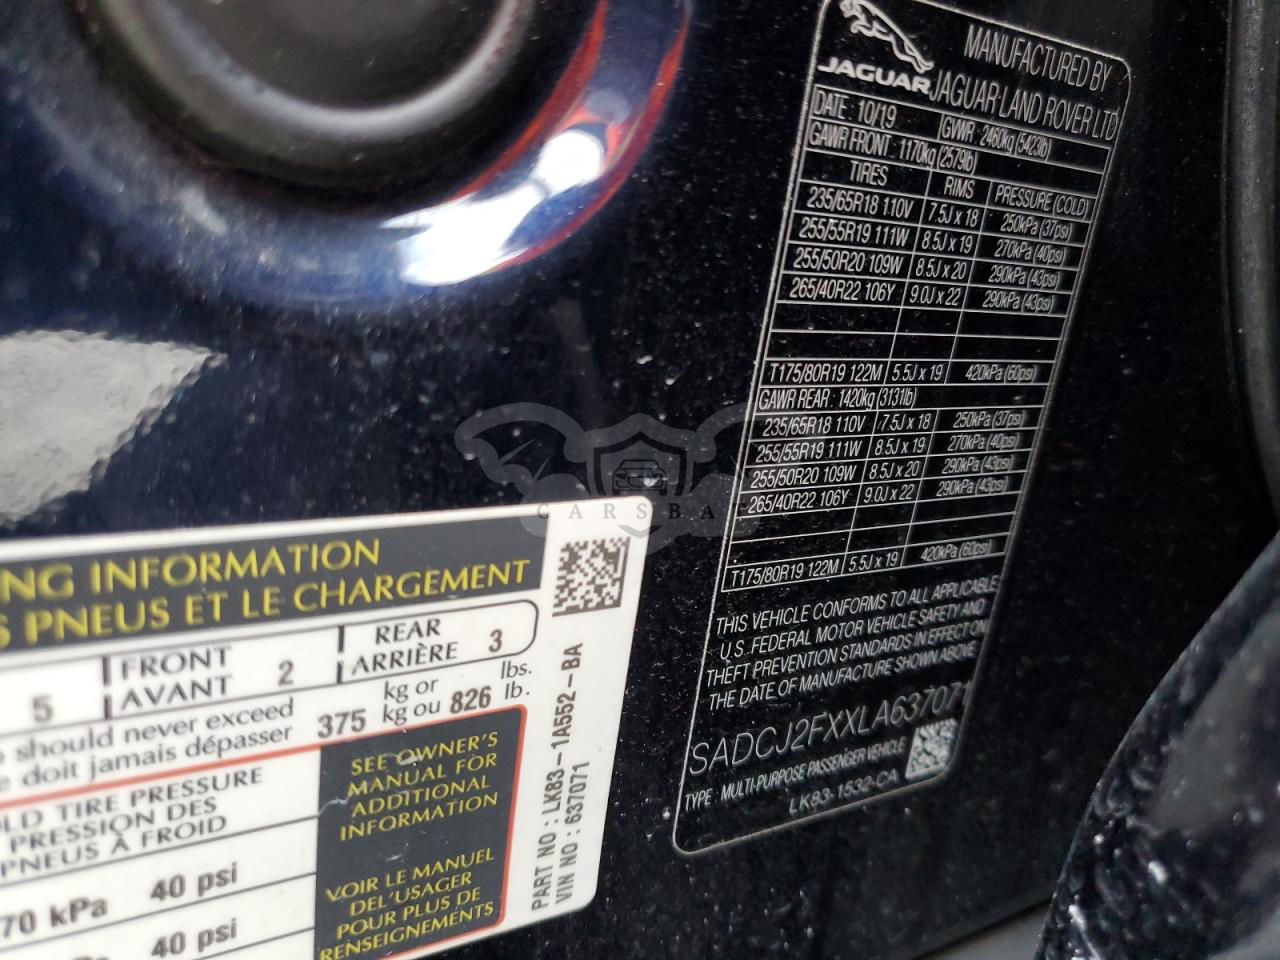 JAGUAR
MANUFACTURED BY
JAGUAR LAND ROVER LTD
DATE : 10/19 GVWR : 2460kg (5423lb)
GAWR FRONT : 1170kg (2579lb)
TIRES RIMS PRESSURE (COLD)
235/65R18 110V 7.5J x 18 250kPa (37psi)
255/55R19 111W 8.5J x 19 270kPa (40psi)
255/50R20 109W 8.5J x 20 290kPa (43psi)
265/40R22 106Y 9.0J x 22 290kPa (43psi)
T175/80R19 122M 5.5J x 19 420kPa (60psi)
GAWR REAR : 1420kg (3131lb)
235/65R18 110V 7.5J x 18 250kPa (37psi)
255/55R19 111W 8.5J x 19 270kPa (40psi)
255/50R20 109W 8.5J x 20 290kPa (43psi)
265/40R22 106Y 9.0J x 22 290kPa (43psi)
T175/80R19 122M 5.5J x 19 420kPa (60psi)
THIS VEHICLE CONFORMS TO ALL APPLICABLE
U.S. FEDERAL MOTOR VEHICLE SAFETY AND
THEFT PREVENTION STANDARDS IN EFFECT ON
THE DATE OF MANUFACTURE SHOWN ABOVE
SADCJ2FXXLA637071
TYPE : MULTI-PURPOSE PASSENGER VEHICLE
LK83-1532-CA
CARSBA
NG INFORMATION
S PNEUS ET LE CHARGEMENT
5 FRONT 2 REAR 3
AVANT ARRIÈRE
should never exceed 375 kg or 826 lbs.
doit jamais dépasser kg ou lb.
LD TIRE PRESSURE
PRESSION DES
PNEUS À FROID
70 kPa 40 psi
40 psi
SEE OWNER'S
MANUAL FOR
ADDITIONAL
INFORMATION
VOIR LE MANUEL
DE L'USAGER
POUR PLUS DE
RENSEIGNEMENTS
PART NO : LK83-1A552-BA
VIN NO : 637071